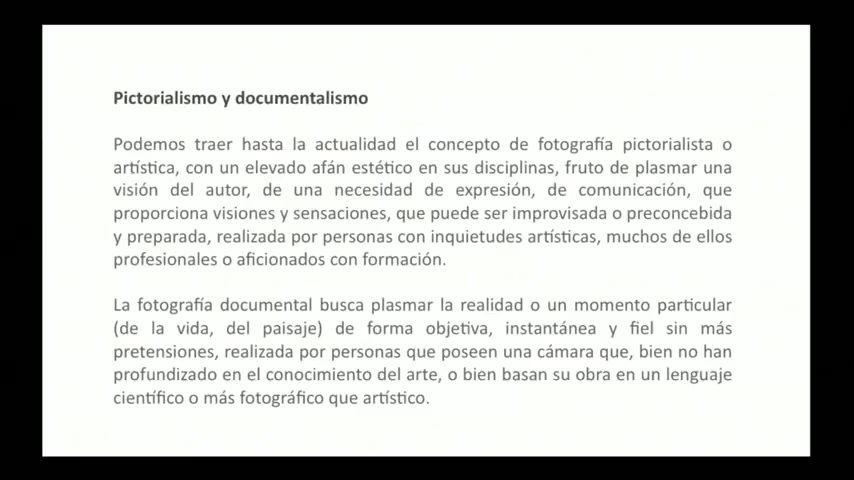 Pictorialismo y documentalismo
Podemos traer hasta la actualidad el concepto de fotografía pictorialista o
artística, con un elevado afán estético en sus disciplinas, fruto de plasmar una
visión del autor, de una necesidad de expresión, de comunicación, que
proporciona visiones y sensaciones, que puede ser improvisada o preconcebida
y preparada, realizada por personas con inquietudes artísticas, muchos de ellos
profesionales o aficionados con formación.
La fotografía documental busca plasmar la realidad o un momento particular
(de la vida, del paisaje) de forma objetiva, instantánea y fiel sin más
pretensiones, realizada por personas que poseen una cámara que, bien no han
profundizado en el conocimiento del arte, o bien basan su obra en un lenguaje
científico o más fotográfico que artístico.